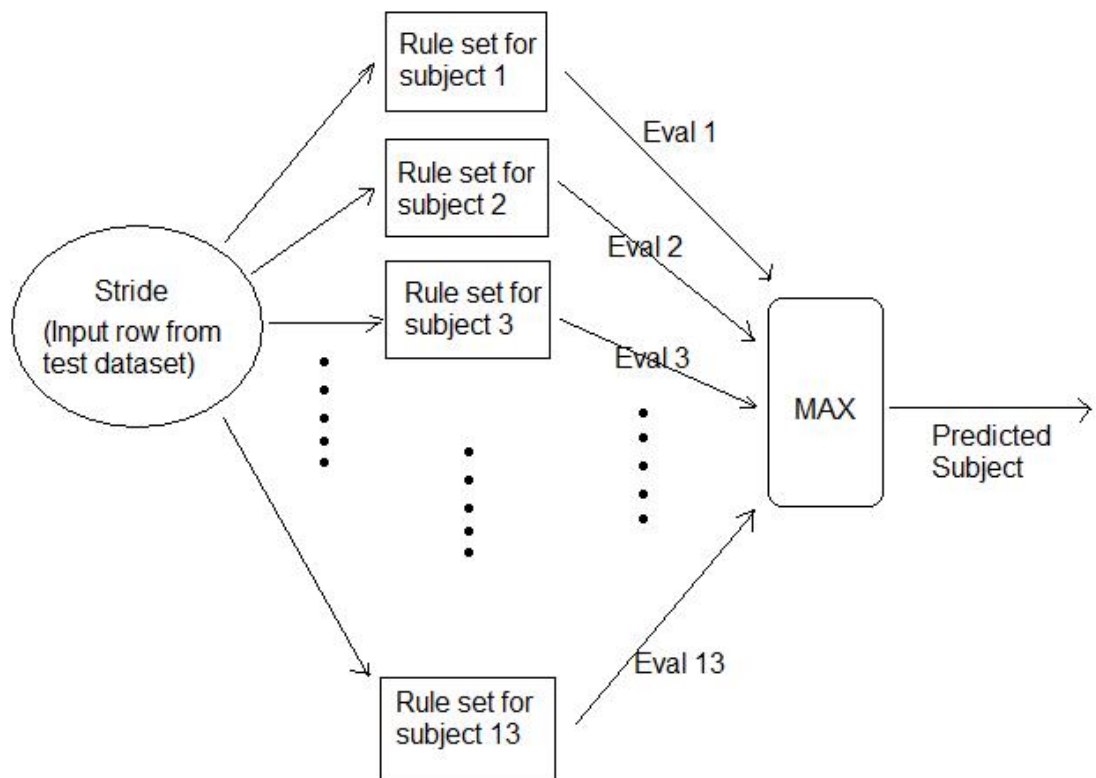 Rule set for
subject 1
Eval 1
Rule set for
subject 2
Eval 2
Stride
(Input row from
test dataset)
Rule set for
subject 3
Eval 3
MAX
Predicted
Subject
Eval 13
Rule set for
subject 13